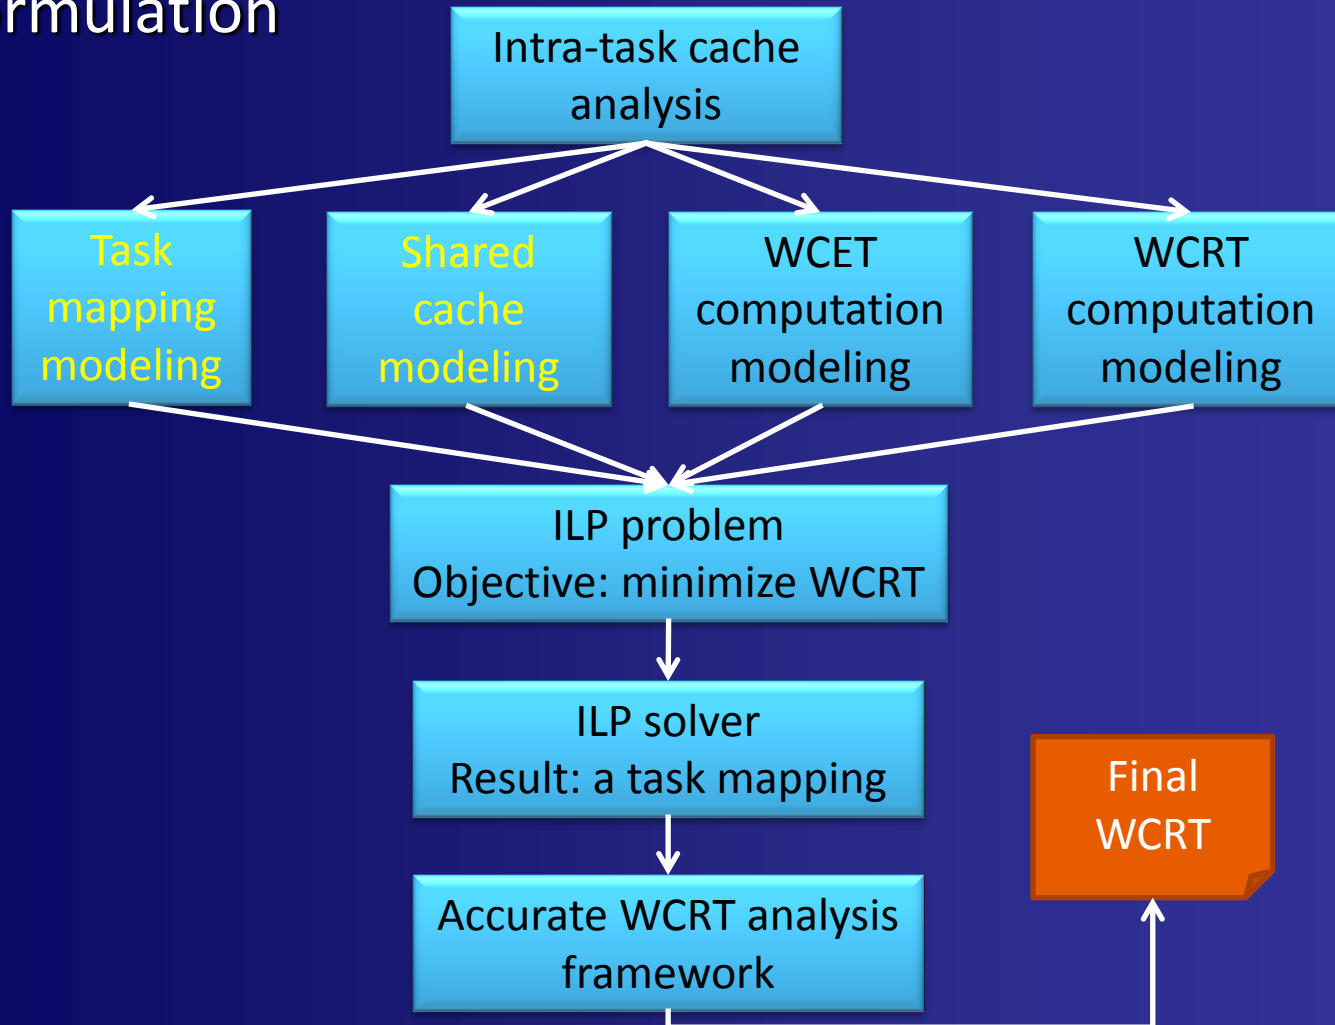 rmulation
Intra-task cache
analysis
Task
mapping
modeling
Shared
cache
modeling
WCET
computation
modeling
WCRT
computation
modeling
ILP problem
Objective: minimize WCRT
ILP solver
Result: a task mapping
Final
WCRT
Accurate WCRT analysis
framework